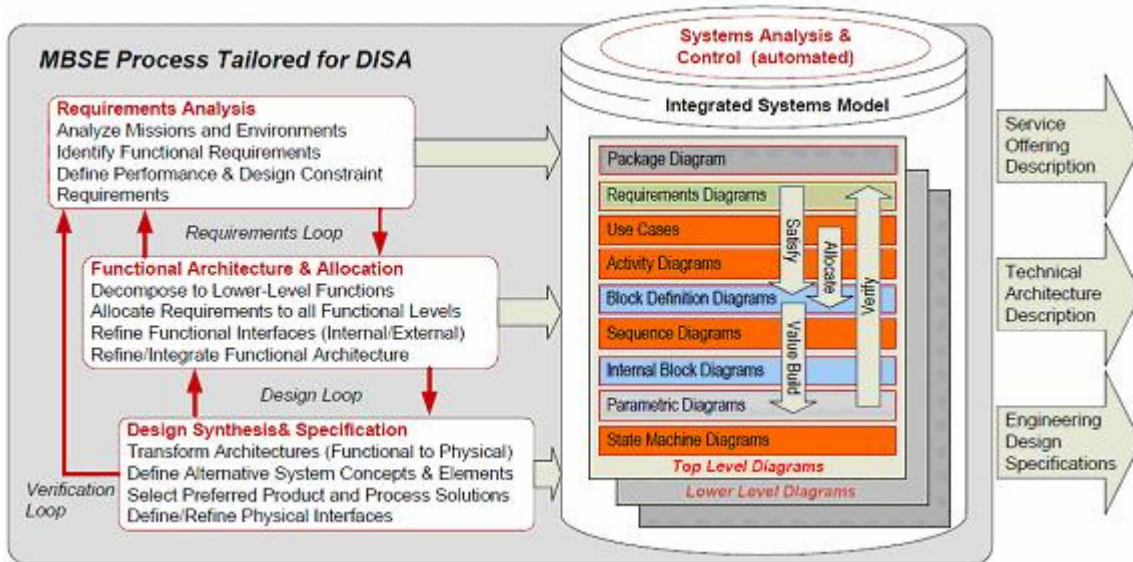 MBSE Process Tailored for DISA
Requirements Analysis
Analyze Missions and Environments
Identify Functional Requirements
Define Performance & Design Constraint
Requirements
Requirements Loop
Functional Architecture & Allocation
Decompose to Lower-Level Functions
Allocate Requirements to all Functional Levels
Refine Functional Interfaces (Internal/External)
Refine/Integrate Functional Architecture
Design Loop
Design Synthesis& Specification
Transform Architectures (Functional to Physical)
Define Alternative System Concepts & Elements
Select Preferred Product and Process Solutions
Define/Refine Physical Interfaces
Verification
Loop
Systems Analysis &
Control (automated)
Integrated Systems Model
Package Diagram
Requirements Diagrams
Use Cases
Activity Diagrams
Block Definition Diagrams
Sequence Diagrams
Internal Block Diagrams
Parametric Diagrams
State Machine Diagrams
Satisfy
Allocate
Value Build
Verify
Top Level Diagrams
Lower Level Diagrams
Service
Offering
Description
Technical
Architecture
Description
Engineering
Design
Specifications